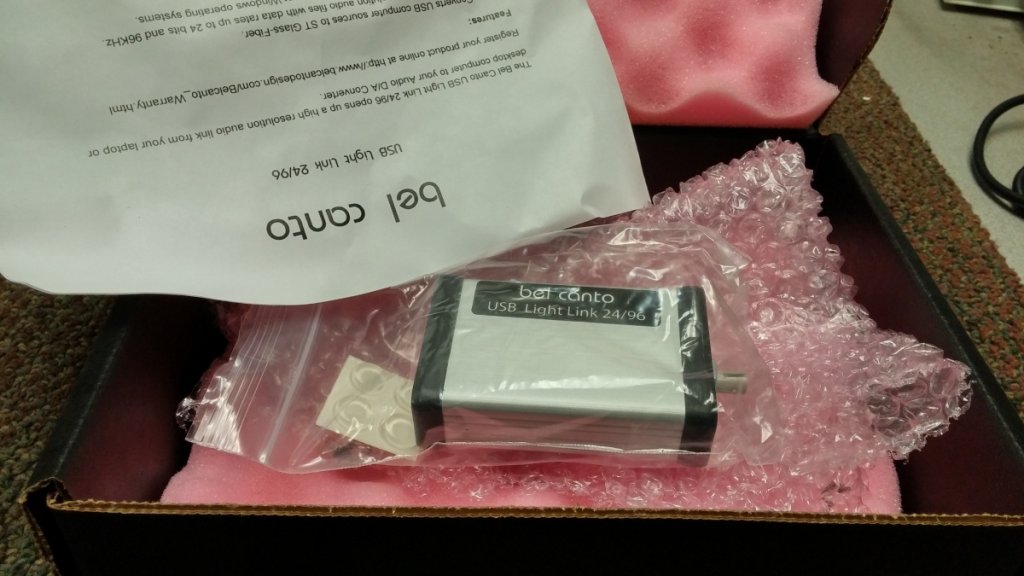 bel canto
USB Light Link 24/96
The Bel Canto USB Light Link 24/96 opens up a high resolution audio link from your laptop or
desktop computer to your Audio D/A Converter.
Register your product online at http://www.belcantodesign.com/Belcanto_Warranty.html
Features:
Converts USB computer sources to ST Glass-Fiber.
audio files with data rates up to 24 bits and 96KHz.
Windows operating systems.
bel canto
USB Light Link 24/96